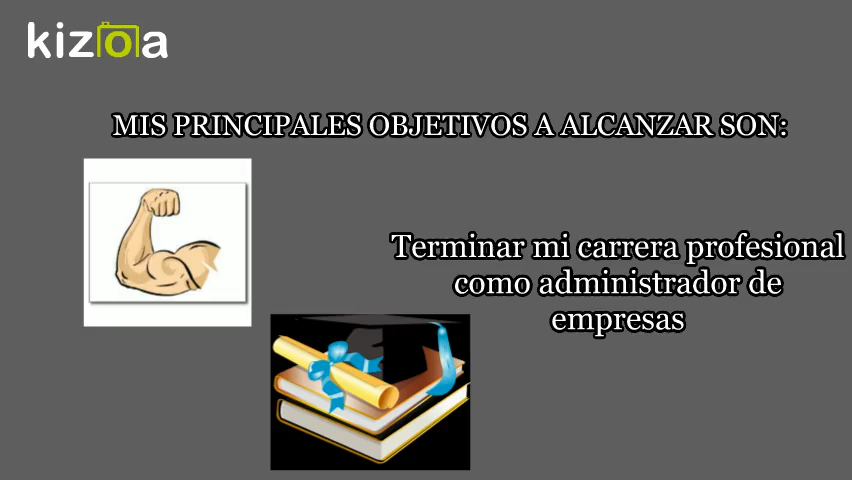 kizoa
MIS PRINCIPALES OBJETIVOS A ALCANZAR SON:
Terminar mi carrera profesional
como administrador de
empresas